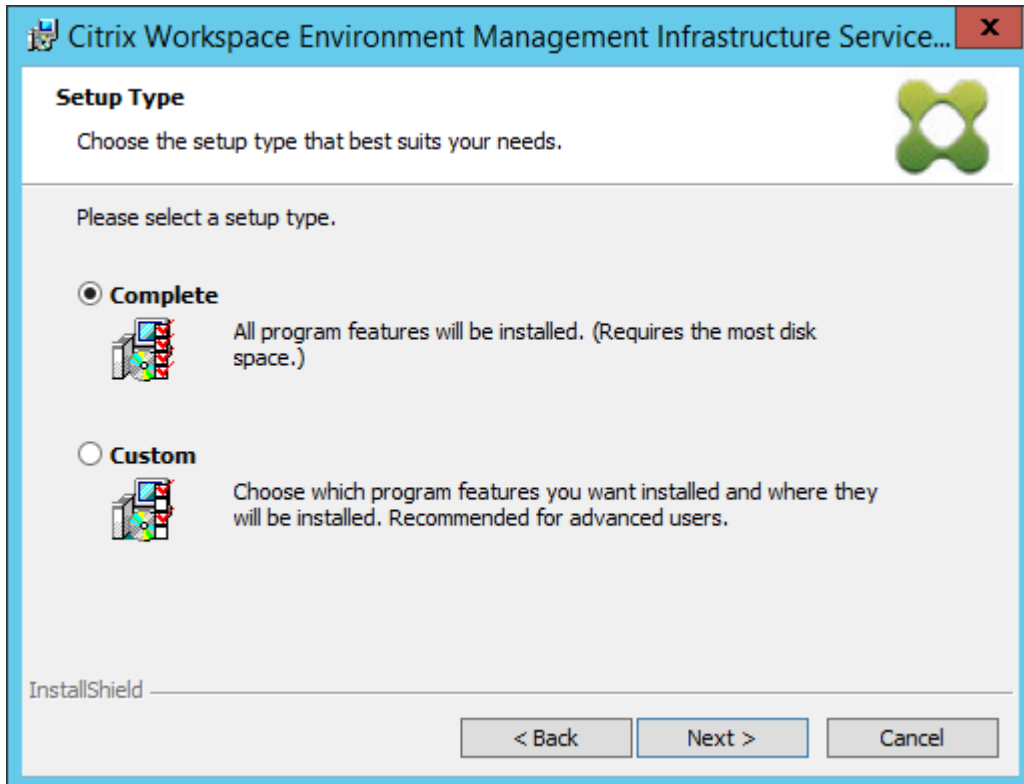 Citrix Workspace Environment Management Infrastructure Service...
x
Setup Type
Choose the setup type that best suits your needs.
Please select a setup type.
Complete
All program features will be installed. (Requires the most disk
space.)
Custom
Choose which program features you want installed and where they
will be installed. Recommended for advanced users.
InstallShield
< Back
Next >
Cancel